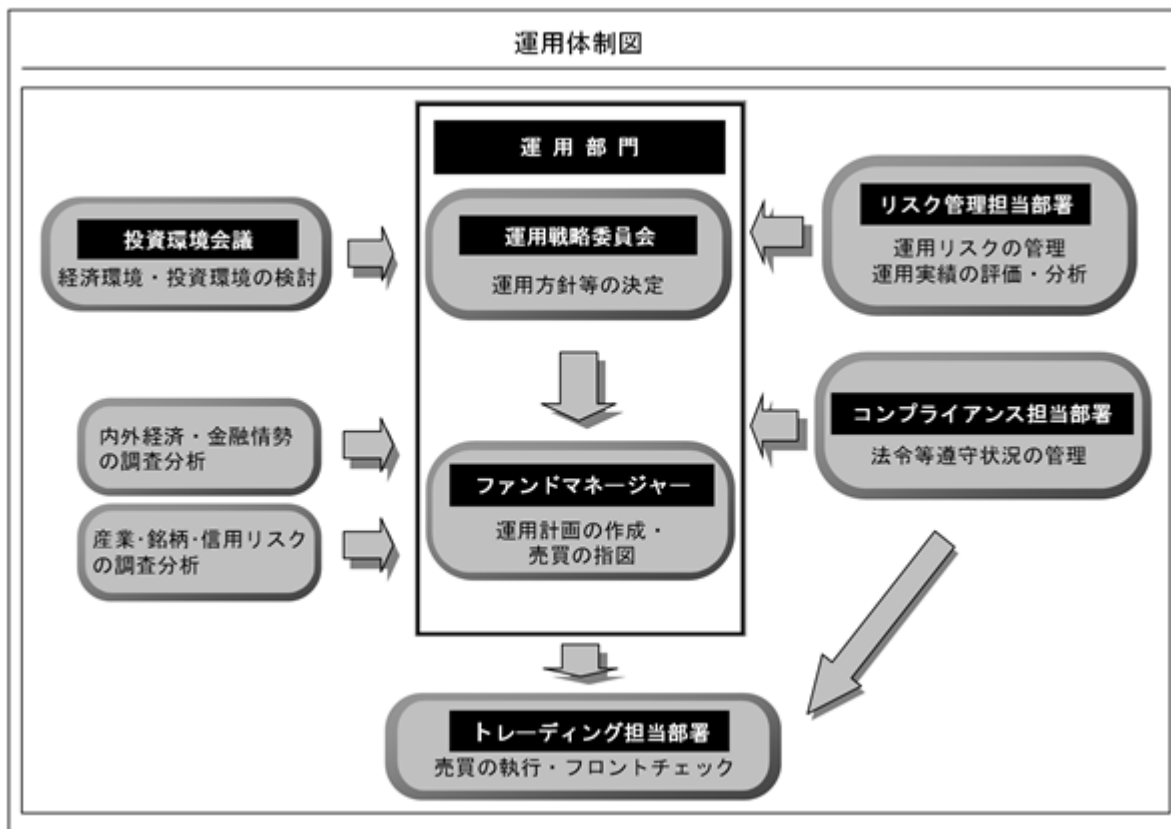 運用体制図
運用部門
投資環境会議
経済環境・投資環境の検討
運用戦略委員会
運用方針等の決定
リスク管理担当部署
運用リスクの管理
運用実績の評価・分析
内外経済・金融情勢
の調査分析
産業・銘柄・信用リスク
の調査分析
ファンドマネージャー
運用計画の作成・
売買の指図
コンプライアンス担当部署
法令等遵守状況の管理
トレーディング担当部署
売買の執行・フロントチェック